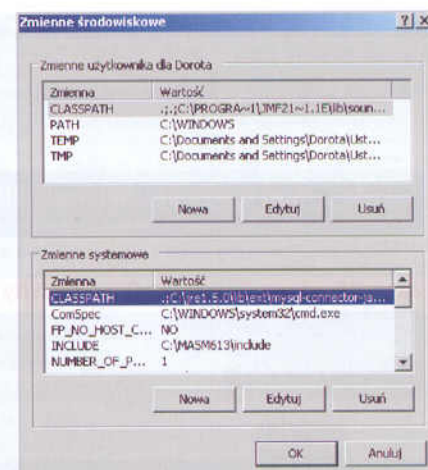 Zmienne środowiskowe
Zmienne użytkownika dla Dorota
Zmienna Wartość
CLASSPATH .;.;C:\PROGRA~1\JMF21~1.1E\lib\soun...
PATH C:\WINDOWS
TEMP C:\Documents and Settings\Dorota\Ust...
TMP C:\Documents and Settings\Dorota\Ust...
Nowa Edytuj Usuń
Zmienne systemowe
Zmienna Wartość
CLASSPATH .;C:\jre1.5.0\lib\ext\mysql-connector-ja...
ComSpec C:\WINDOWS\system32\cmd.exe
FP_NO_HOST_C... NO
INCLUDE C:\MASM613\include
NUMBER_OF_P... 1
Nowa Edytuj Usuń
OK Anuluj